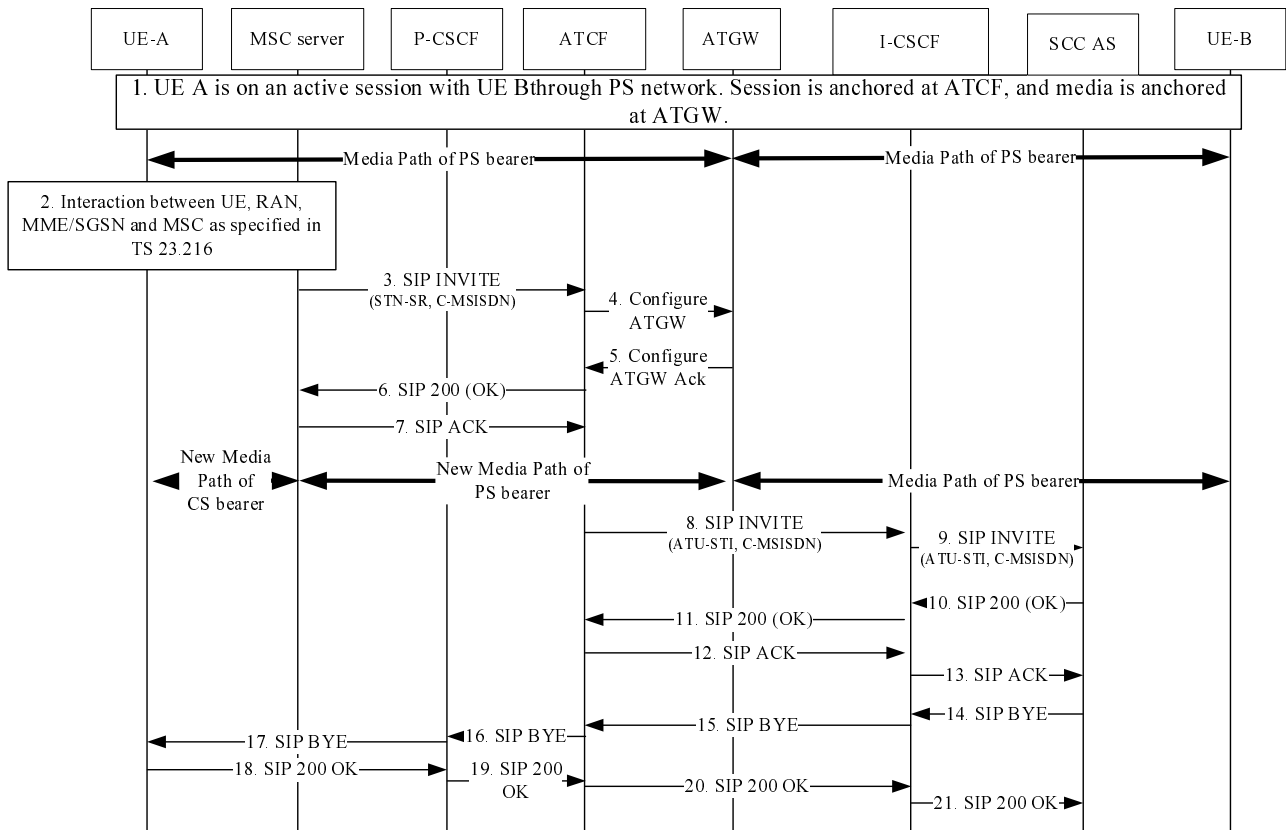 UE-A
MSC server
P-CSCF
ATCF
ATGW
I-CSCF
SCC AS
UE-B
1. UE A is on an active session with UE Bthrough PS network. Session is anchored at ATCF, and media is anchored
at ATGW.
Media Path of PS bearer
Media Path of PS bearer
2. Interaction between UE, RAN,
MME/SGSN and MSC as specified in
TS 23.216
3. SIP INVITE
(STN-SR, C-MSISDN)
4. Configure
ATGW
5. Configure
ATGW Ack
6. SIP 200 (OK)
7. SIP ACK
New Media
Path of
CS bearer
New Media Path of
PS bearer
Media Path of PS bearer
8. SIP INVITE
(ATU-STI, C-MSISDN)
9. SIP INVITE
(ATU-STI, C-MSISDN)
10. SIP 200 (OK)
11. SIP 200 (OK)
12. SIP ACK
13. SIP ACK
14. SIP BYE
15. SIP BYE
16. SIP BYE
17. SIP BYE
18. SIP 200 OK
19. SIP 200
OK
20. SIP 200 OK
21. SIP 200 OK